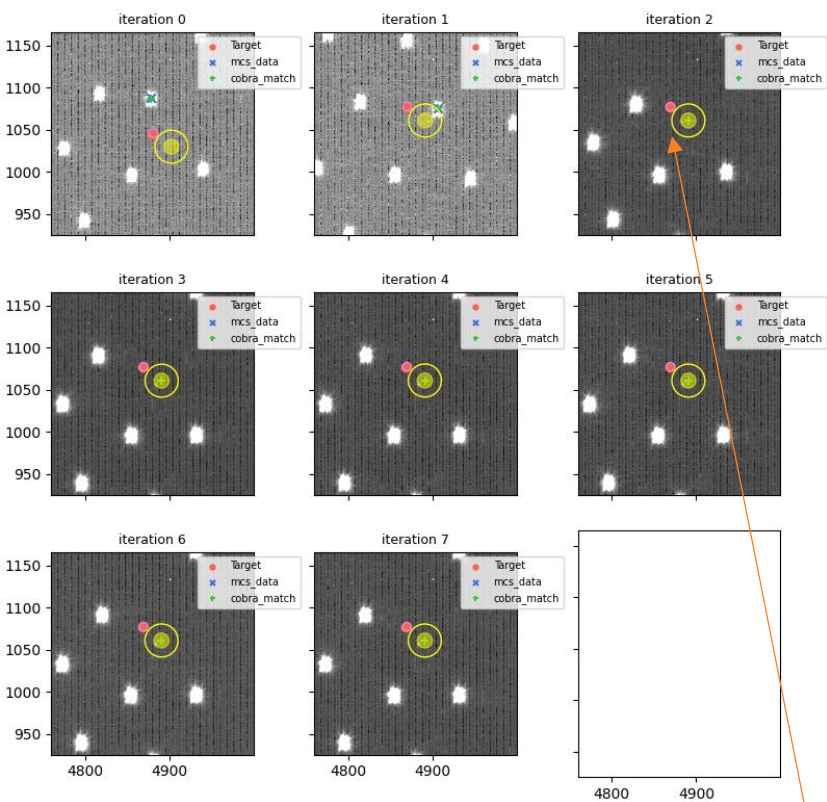 iteration 0
iteration 1
iteration 2
1150
1100
1050
1000
950
Target
mcs_data
cobra_match
Target
mcs_data
cobra_match
Target
mcs_data
cobra_match
iteration 3
iteration 4
iteration 5
1150
1100
1050
1000
950
Target
mcs_data
cobra_match
Target
mcs_data
cobra_match
Target
mcs_data
cobra_match
iteration 6
iteration 7
1150
1100
1050
1000
950
Target
mcs_data
cobra_match
Target
mcs_data
cobra_match
4800 4900
4800 4900
4800 4900